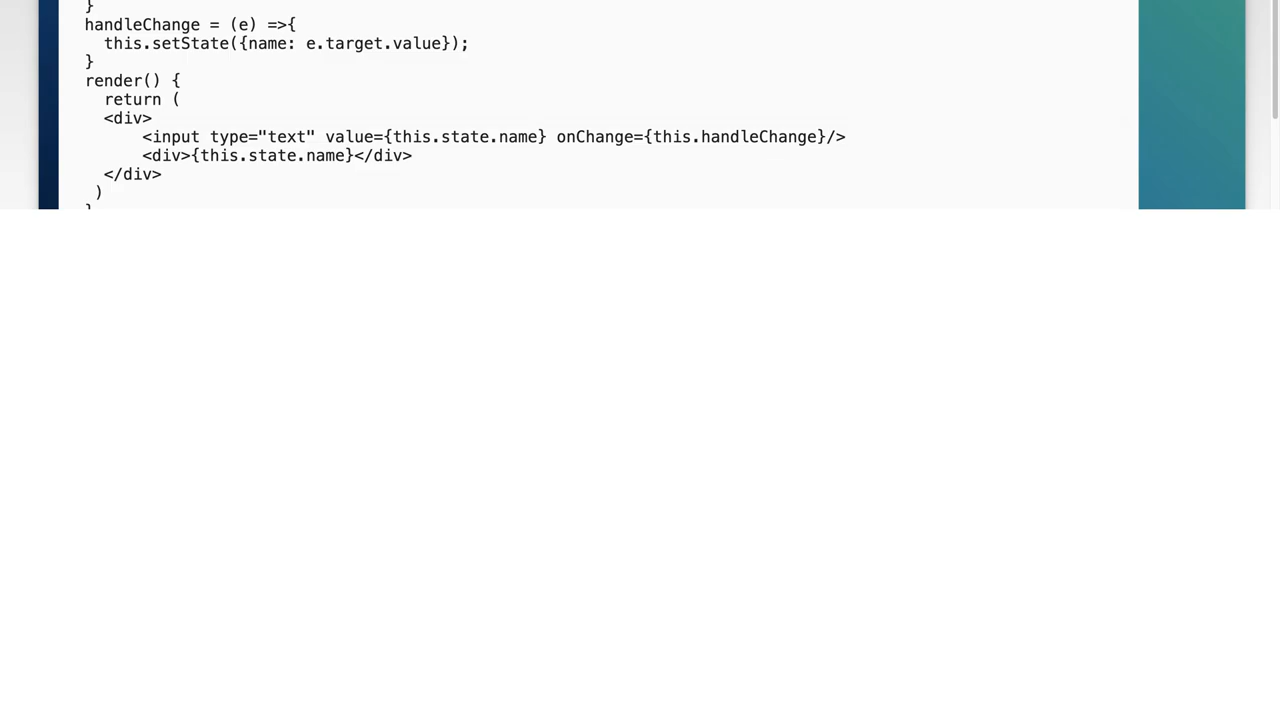 }
handleChange = (e) =>{
this.setState({name: e.target.value});
}
render() {
return (
<div>
<input type="text" value={this.state.name} onChange={this.handleChange}/>
<div>{this.state.name}</div>
</div>
)
}